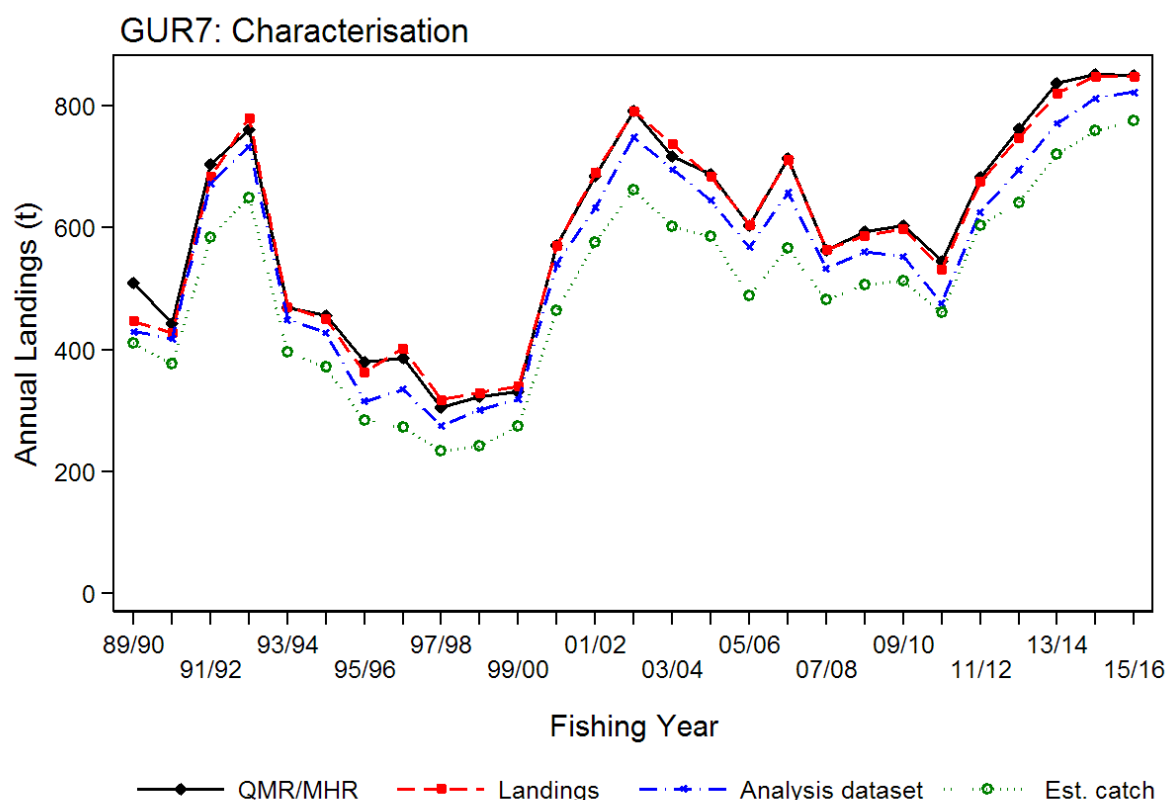 GUR7: Characterisation
Annual Landings (t)
800
600
400
200
0
89/90 93/94 97/98 01/02 05/06 09/10 13/14
91/92 95/96 99/00 03/04 07/08 11/12 15/16
Fishing Year
QMR/MHR Landings Analysis dataset Est. catch